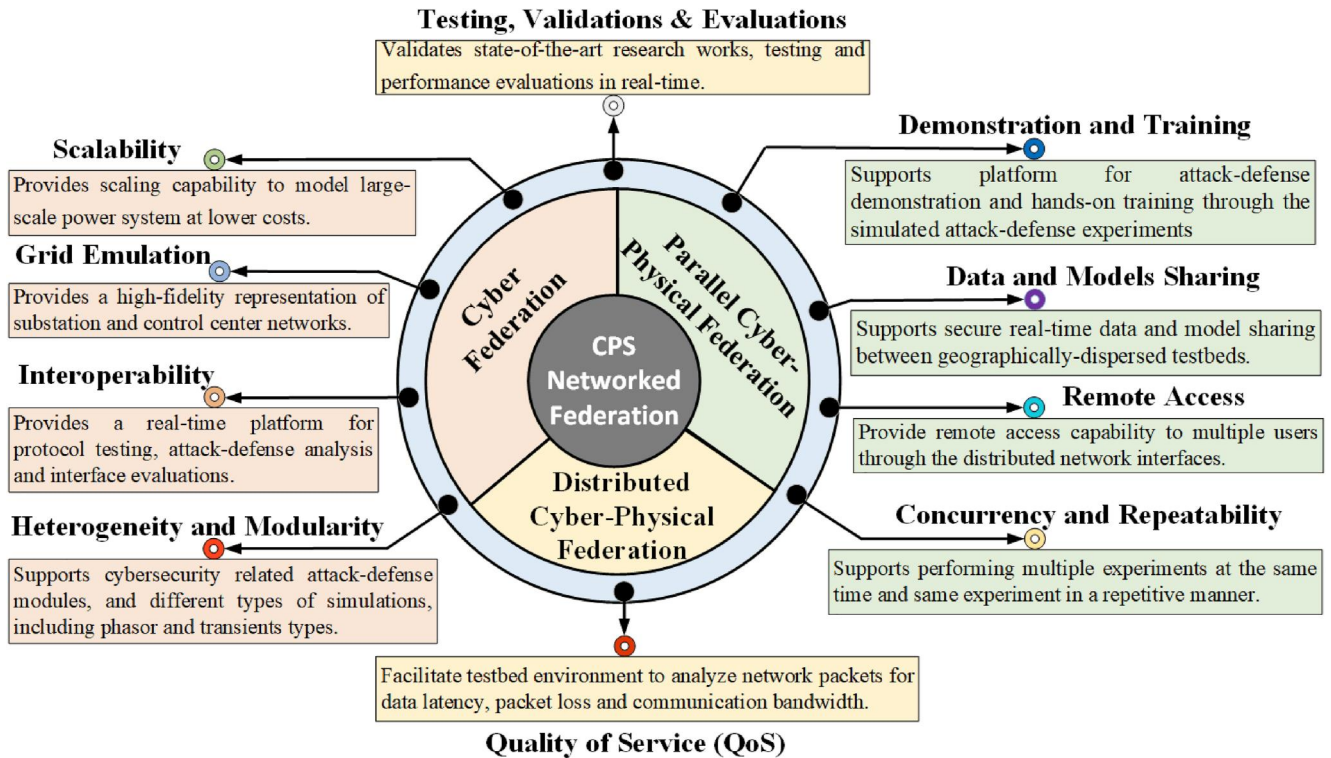 Testing, Validations & Evaluations
Validates state-of-the-art research works, testing and
performance evaluations in real-time.
Scalability
Provides scaling capability to model large-
scale power system at lower costs.
Grid Emulation
Provides a high-fidelity representation of
substation and control center networks.
Interoperability
Provides a real-time platform for
protocol testing, attack-defense analysis
and interface evaluations.
Heterogeneity and Modularity
Supports cybersecurity related attack-defense
modules, and different types of simulations,
including phasor and transients types.
Cyber
Federation
Parallel Cyber-
Physical Federation
CPS
Networked
Federation
Distributed
Cyber-Physical
Federation
Demonstration and Training
Supports platform for attack-defense
demonstration and hands-on training through the
simulated attack-defense experiments
Data and Models Sharing
Supports secure real-time data and model sharing
between geographically-dispersed testbeds.
Remote Access
Provide remote access capability to multiple users
through the distributed network interfaces.
Concurrency and Repeatability
Supports performing multiple experiments at the same
time and same experiment in a repetitive manner.
Facilitate testbed environment to analyze network packets for
data latency, packet loss and communication bandwidth.
Quality of Service (QoS)